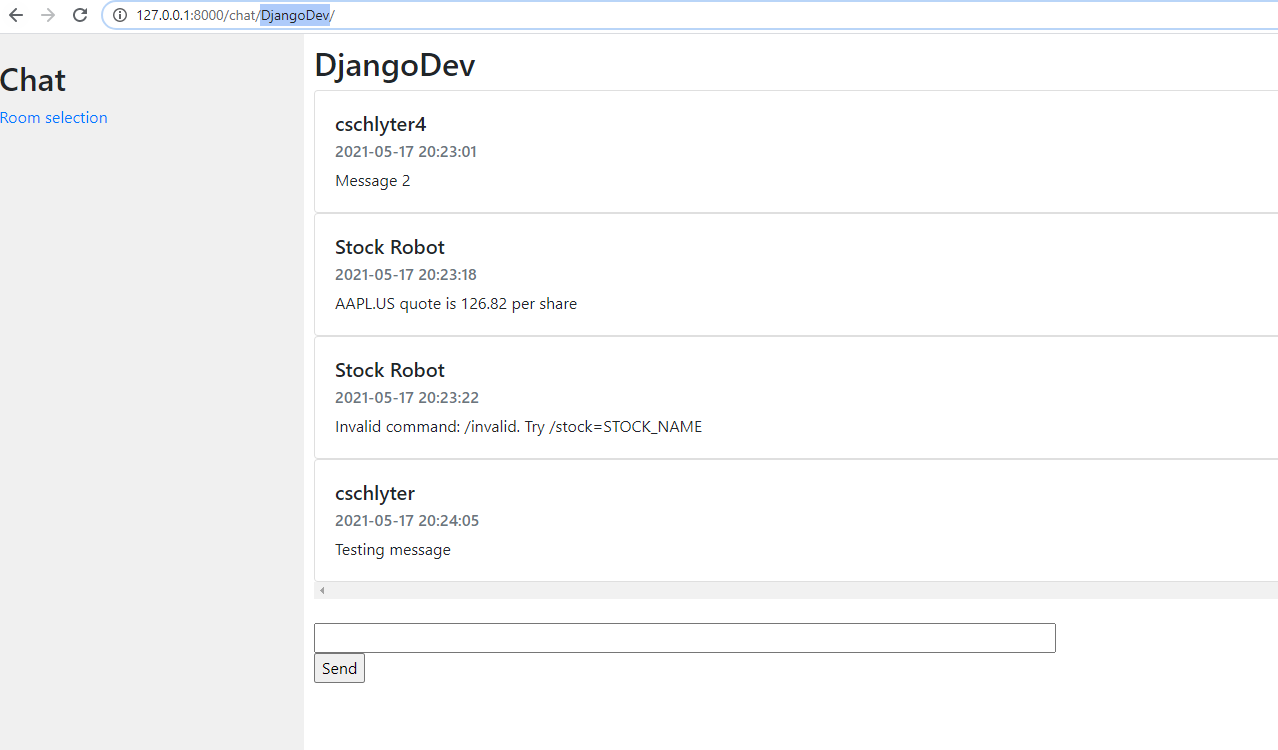 127.0.0.1:8000/chat/DjangoDev/
Chat
Room selection
DjangoDev
cschlyter4
2021-05-17 20:23:01
Message 2
Stock Robot
2021-05-17 20:23:18
AAPL.US quote is 126.82 per share
Stock Robot
2021-05-17 20:23:22
Invalid command: /invalid. Try /stock=STOCK_NAME
cschlyter
2021-05-17 20:24:05
Testing message
Send